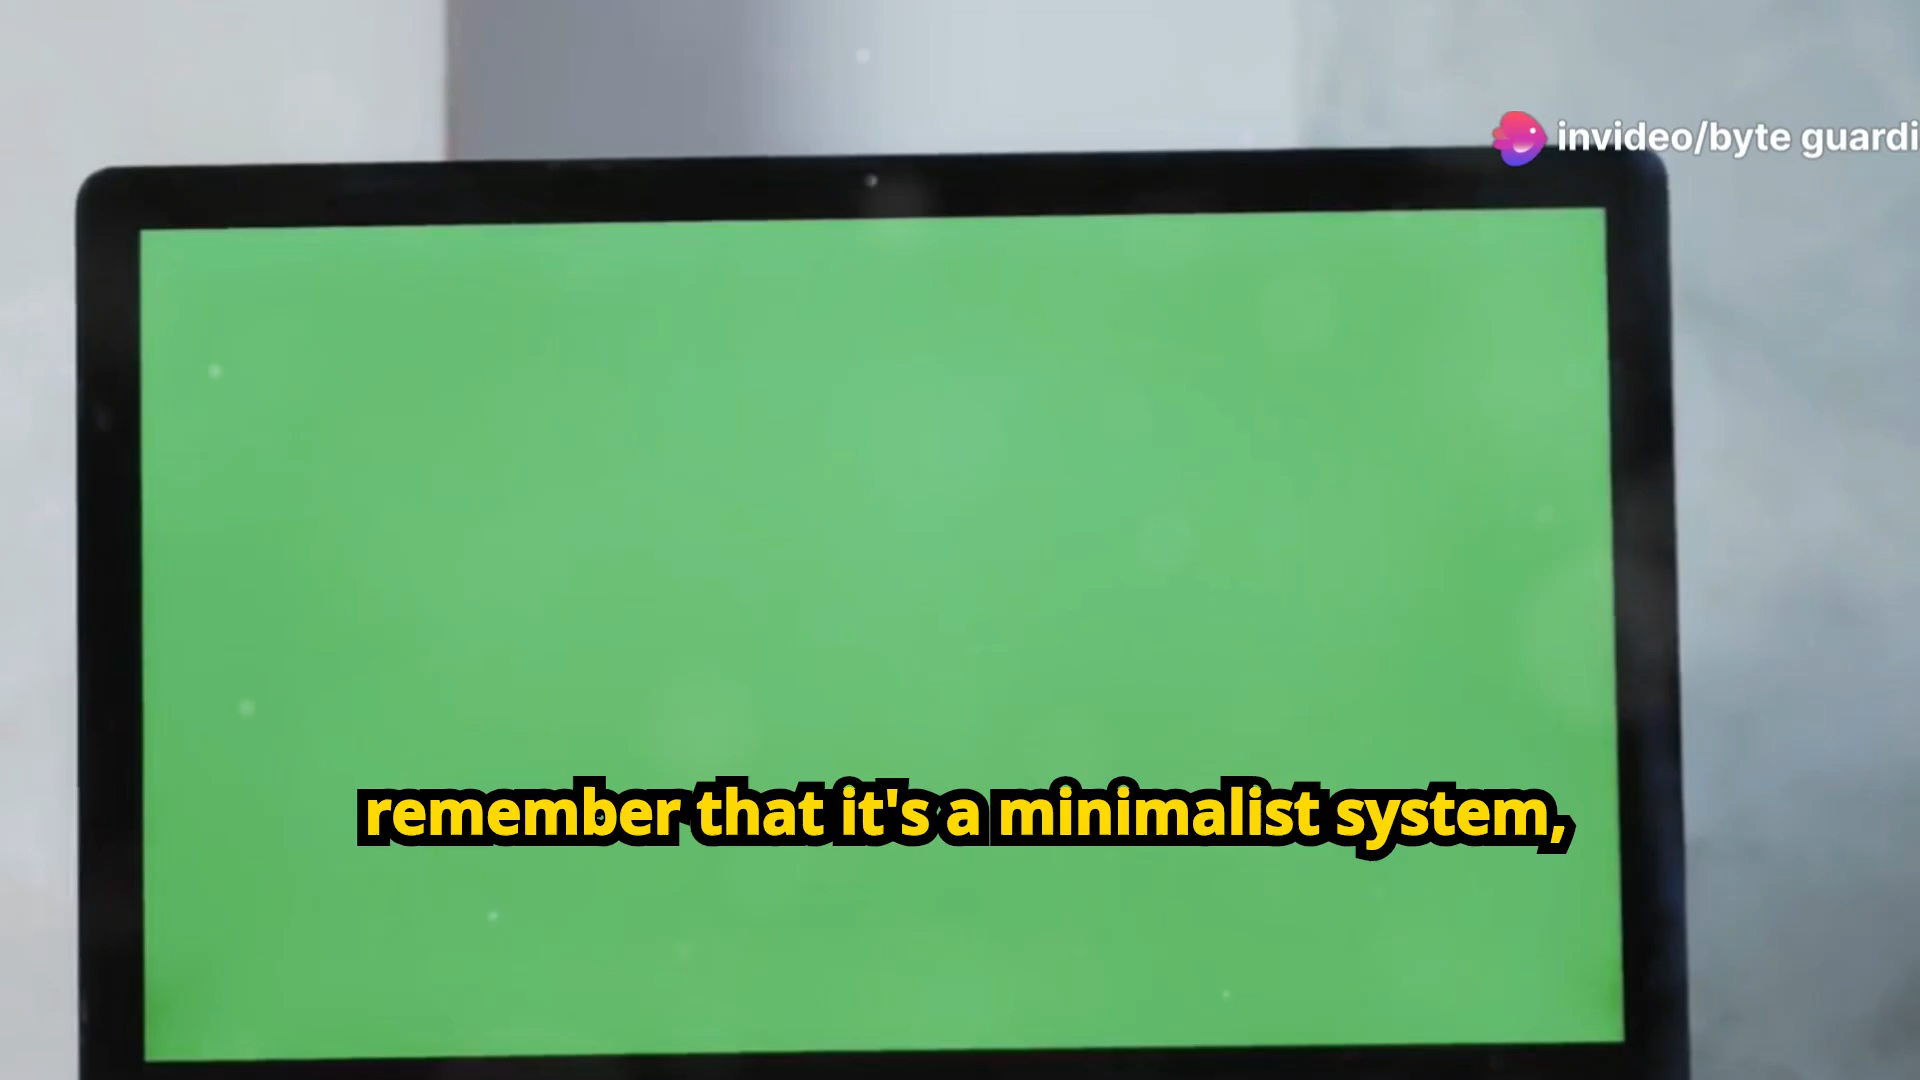 invideo/byte guardi
remember that it's a minimalist system,